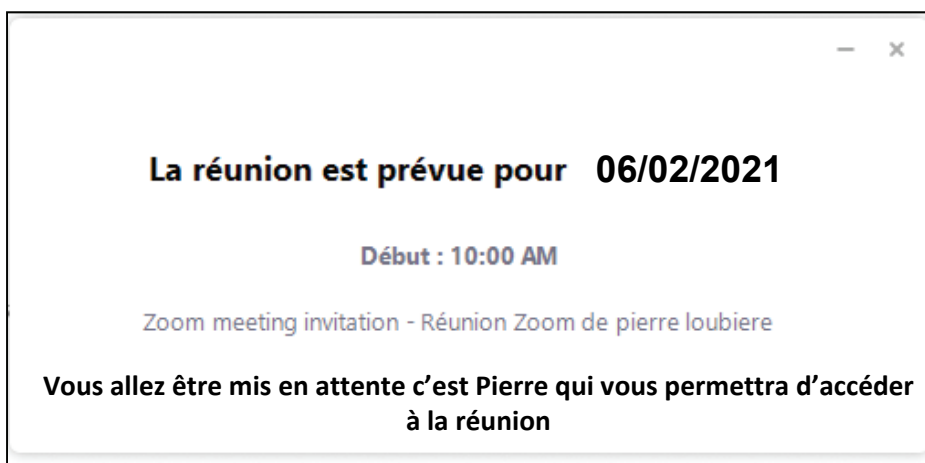 La réunion est prévue pour 06/02/2021
Début : 10:00 AM
Zoom meeting invitation - Réunion Zoom de pierre loubiere
Vous allez être mis en attente c’est Pierre qui vous permettra d’accéder
à la réunion